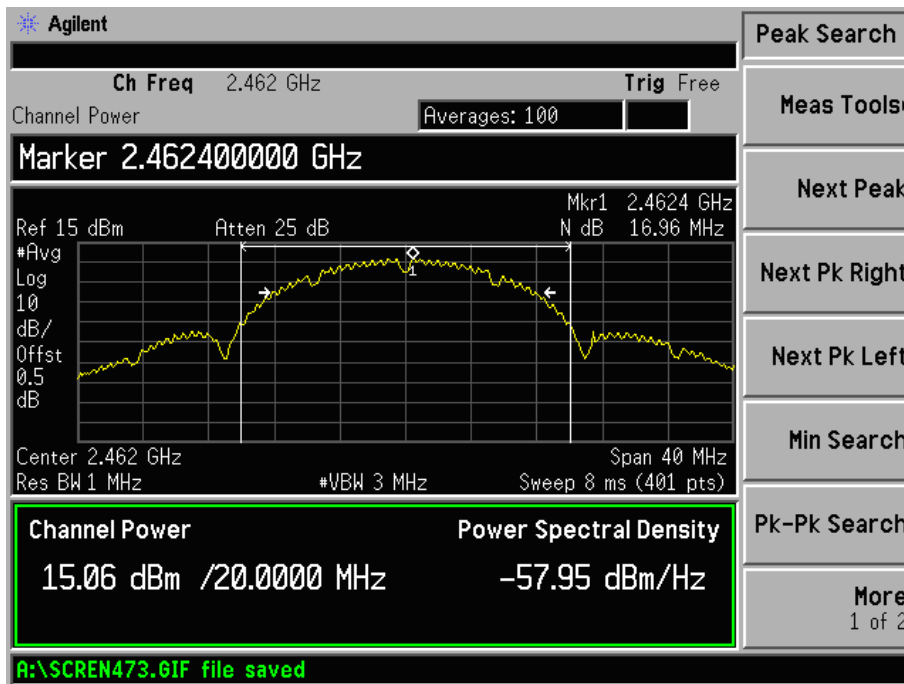 Agilent
Peak Search
Ch Freq 2.462 GHz Trig Free
Channel Power Averages: 100
Meas Tools
Marker 2.462400000 GHz
Next Peak
Mkr1 2.4624 GHz
Ref 15 dBm Atten 25 dB N dB 16.96 MHz
#Avg
Log
10
dB/
Offst
0.5
dB
1
Next Pk Right
Next Pk Left
Center 2.462 GHz Span 40 MHz
Res BW 1 MHz #VBW 3 MHz Sweep 8 ms (401 pts)
Min Search
Channel Power Power Spectral Density
15.06 dBm /20.0000 MHz -57.95 dBm/Hz
Pk-Pk Search
More
1 of 2
A:\SCREN473.GIF file saved